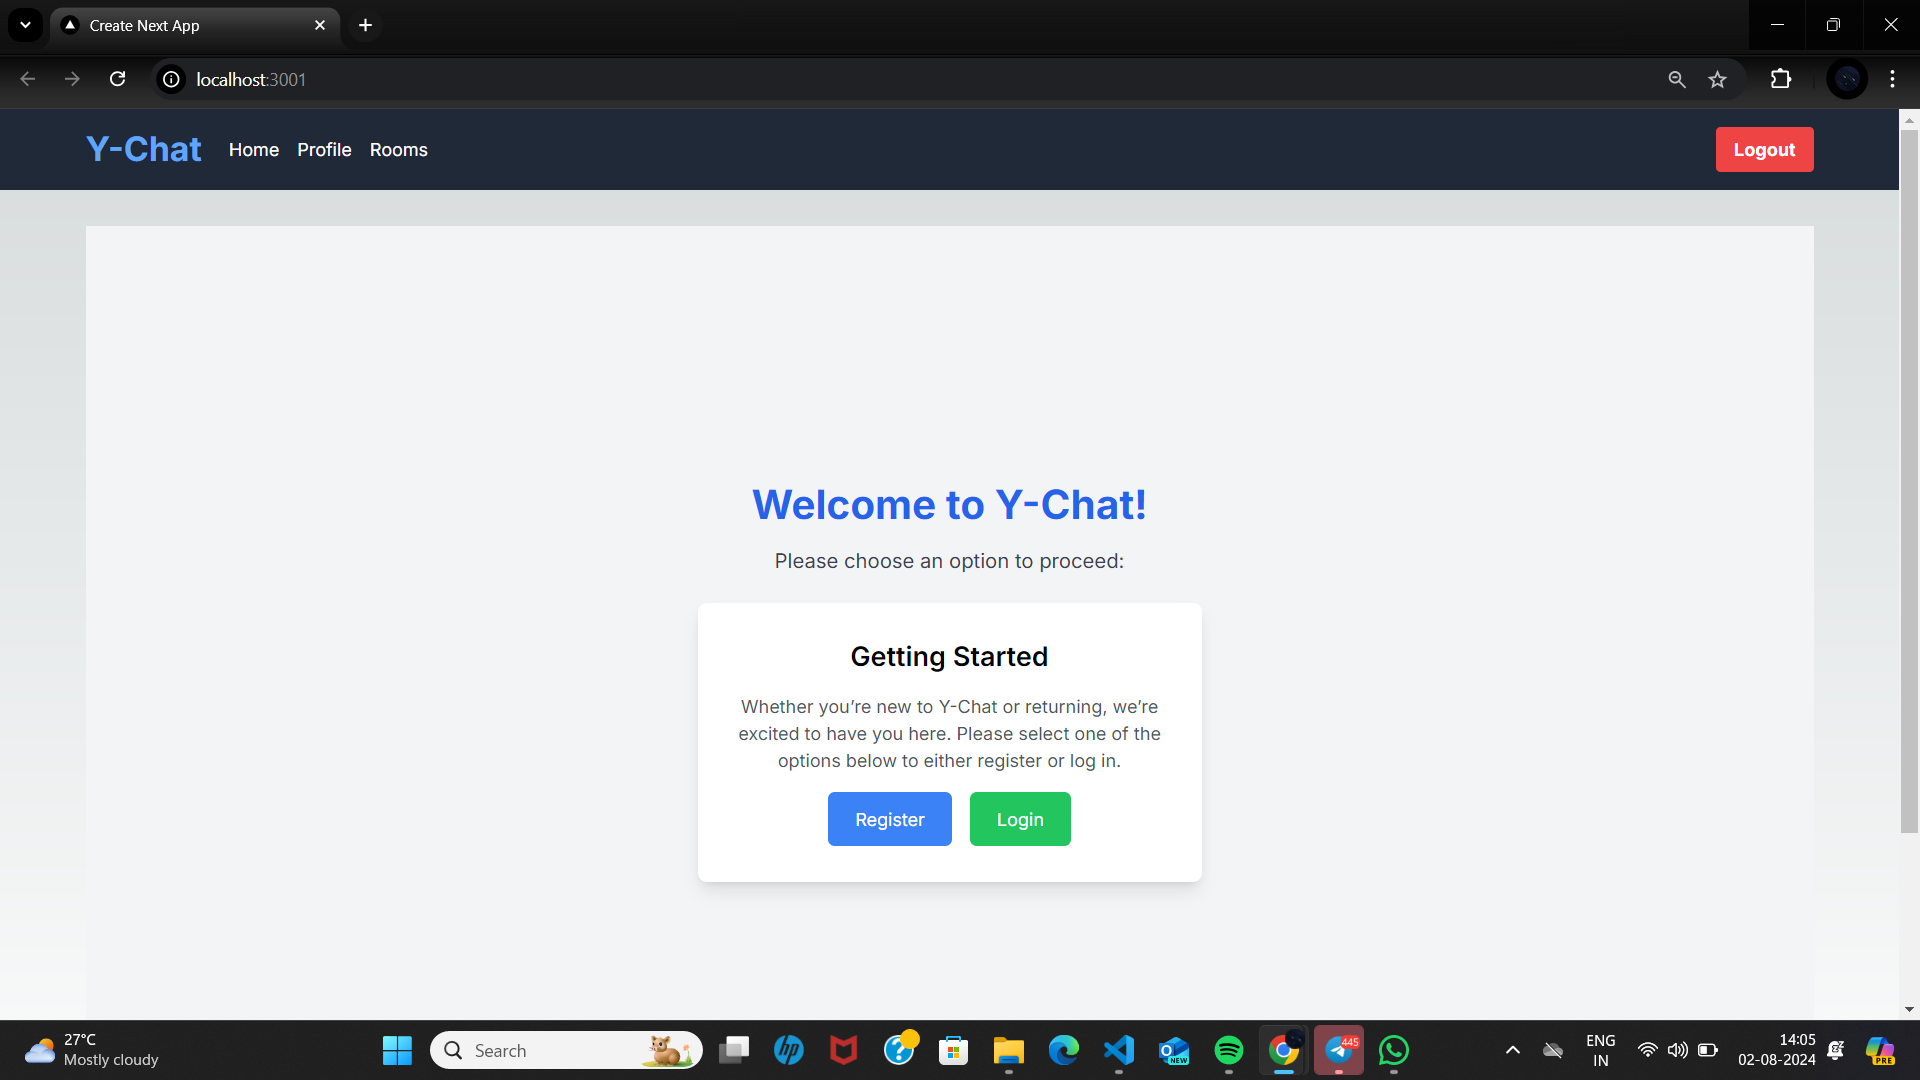 Create Next App
localhost:3001
Y-Chat Home Profile Rooms Logout
Welcome to Y-Chat!
Please choose an option to proceed:
Getting Started
Whether you’re new to Y-Chat or returning, we’re
excited to have you here. Please select one of the
options below to either register or log in.
Register Login
27°C
Mostly cloudy
Search
hp
NEW
445
ENG
IN
14:05
02-08-2024
PRE